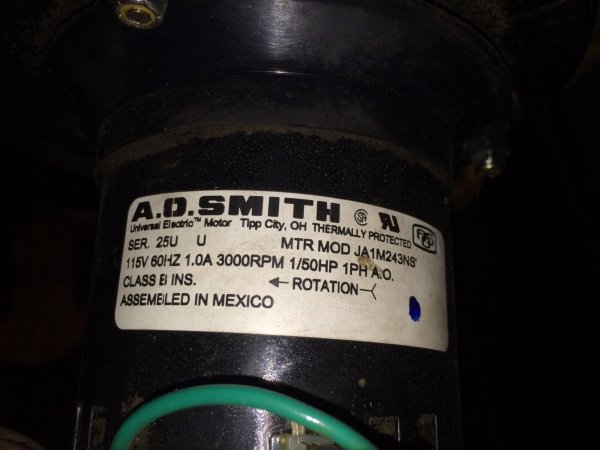 A.O.SMITH
Universal Electric™ Motor Tipp City, OH THERMALLY PROTECTED
SER. 25U U MTR MOD JA1M243NS
115V 60HZ 1.0A 3000RPM 1/50HP 1PH A.O.
CLASS B INS. ROTATION
ASSEMBLED IN MEXICO